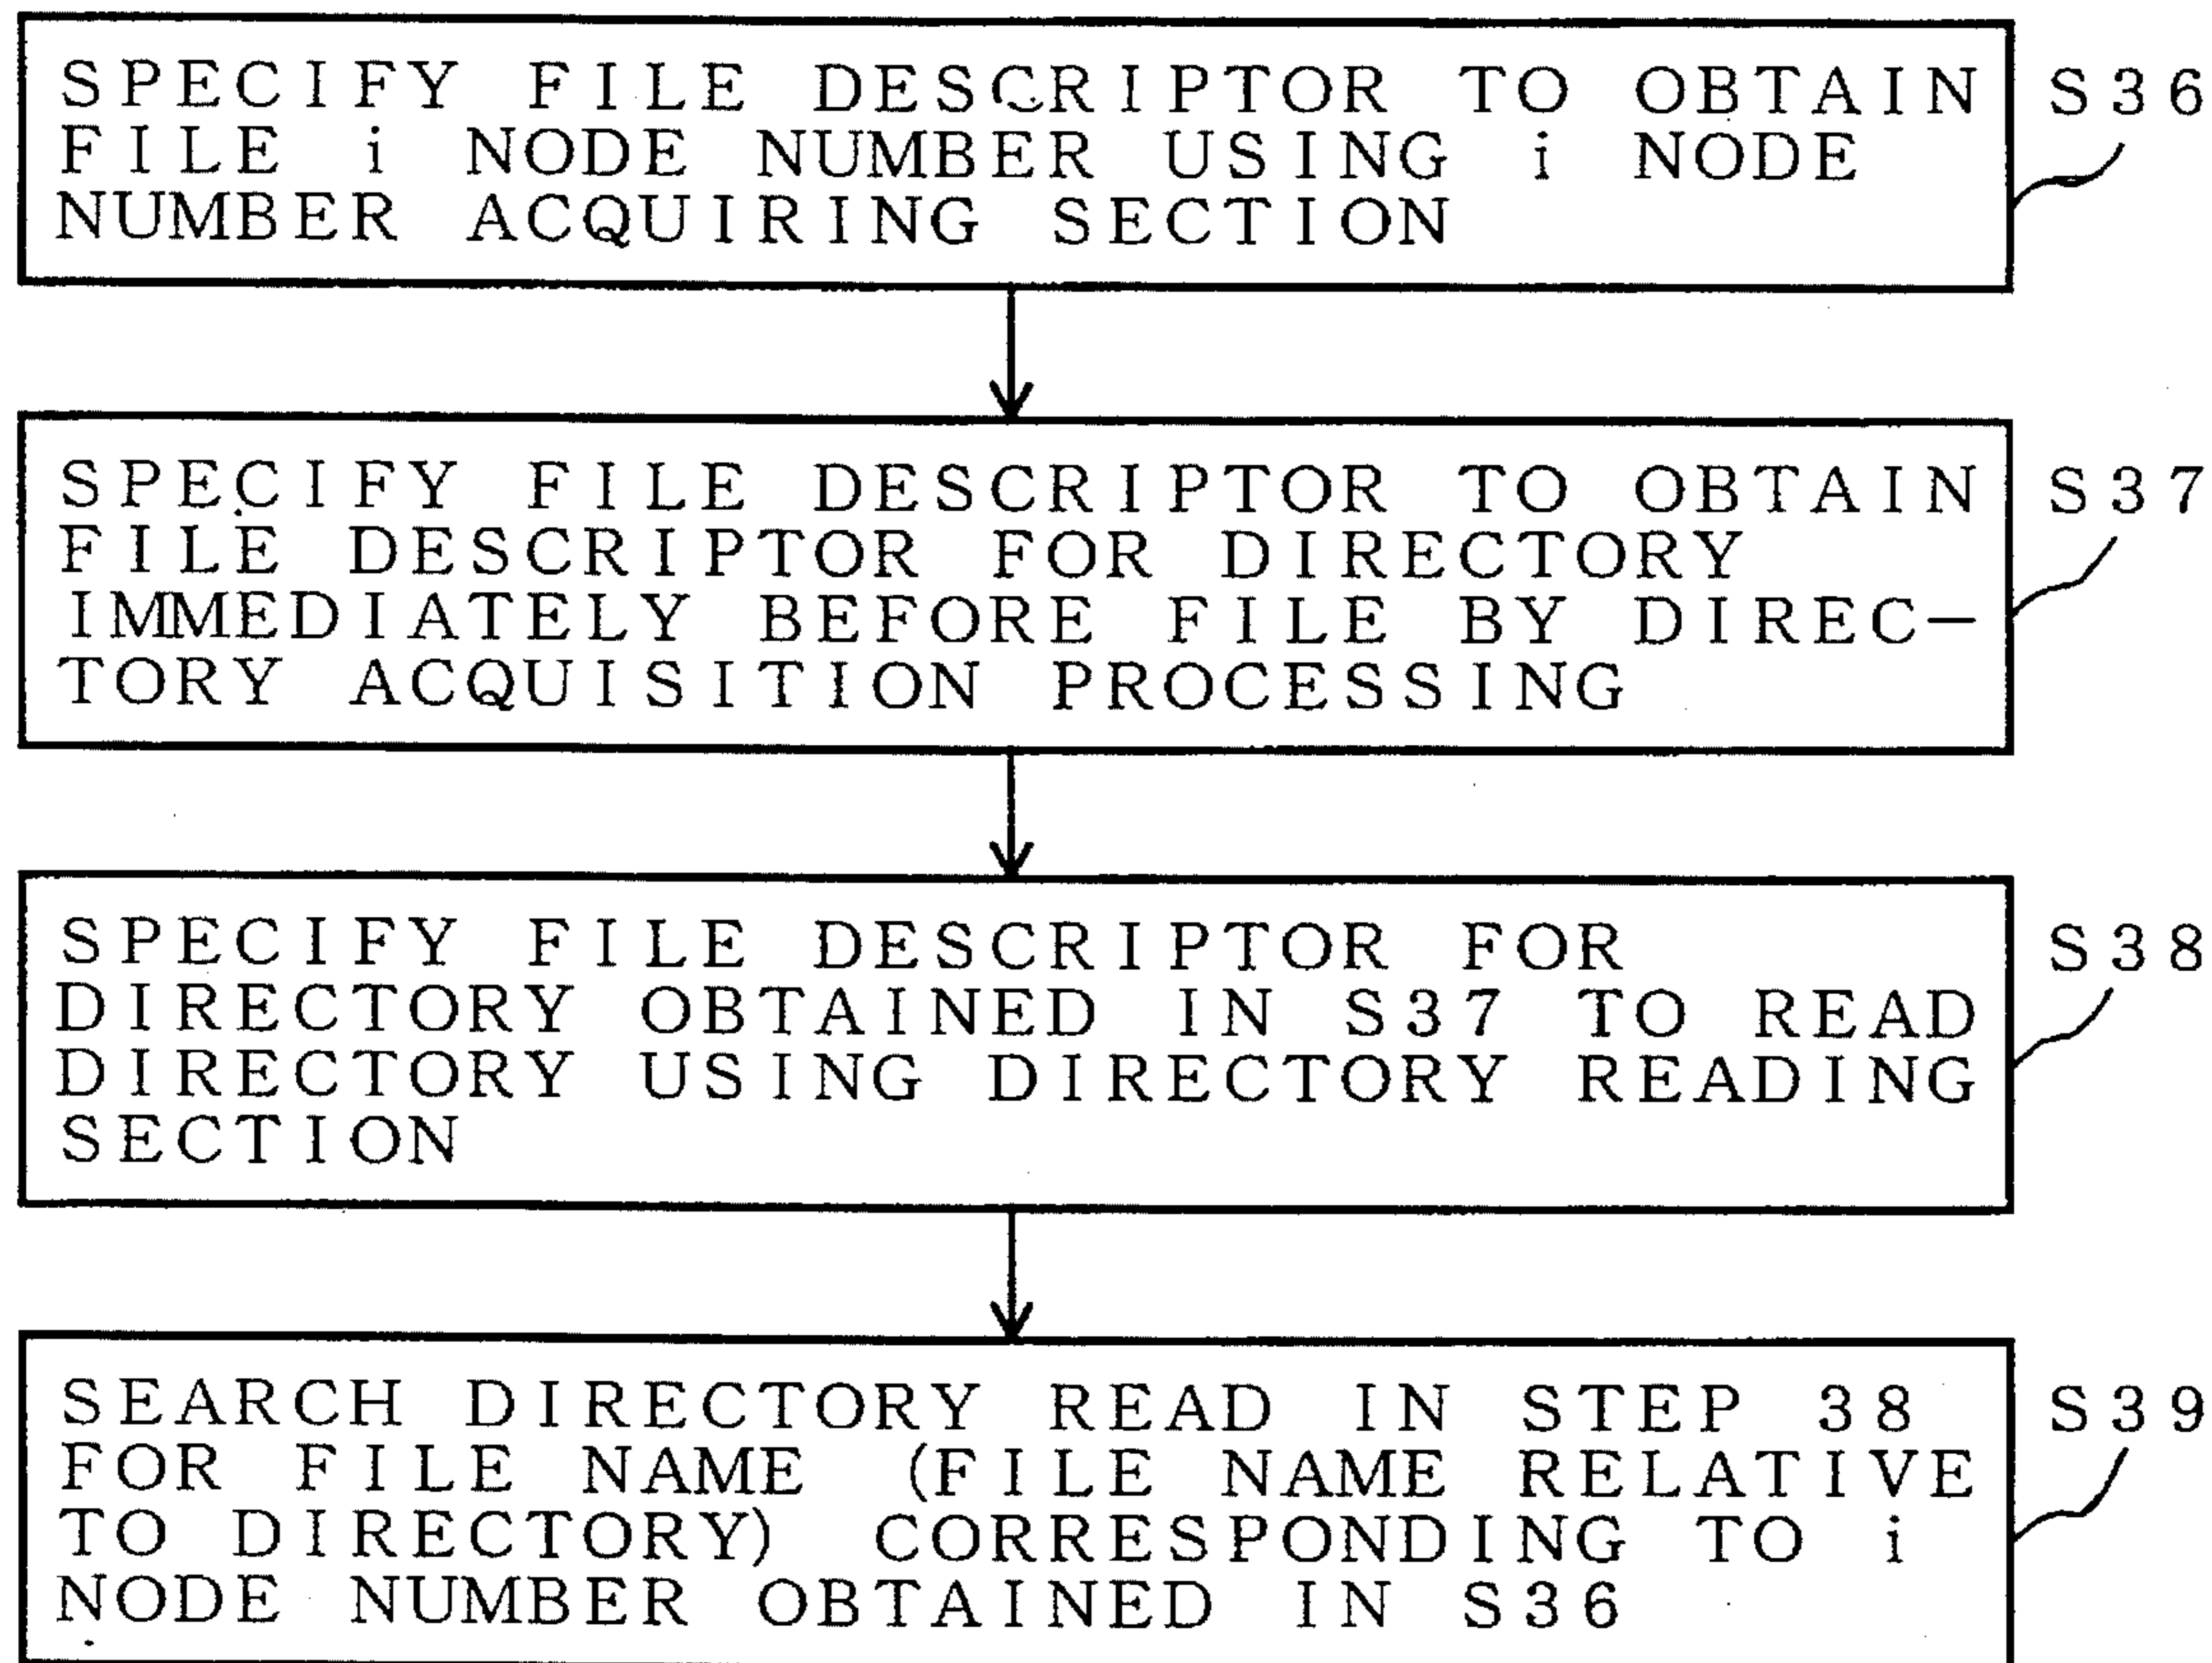 SPECIFY FILE DESCRIPTOR TO OBTAIN S36
FILE i NODE NUMBER USING i NODE
NUMBER ACQUIRING SECTION
SPECIFY FILE DESCRIPTOR TO OBTAIN S37
FILE DESCRIPTOR FOR DIRECTORY
IMMEDIATELY BEFORE FILE BY DIREC-
TORY ACQUISITION PROCESSING
SPECIFY FILE DESCRIPTOR FOR S38
DIRECTORY OBTAINED IN S37 TO READ
DIRECTORY USING DIRECTORY READING
SECTION
SEARCH DIRECTORY READ IN STEP 38 S39
FOR FILE NAME (FILE NAME RELATIVE
TO DIRECTORY) CORRESPONDING TO i
NODE NUMBER OBTAINED IN S36